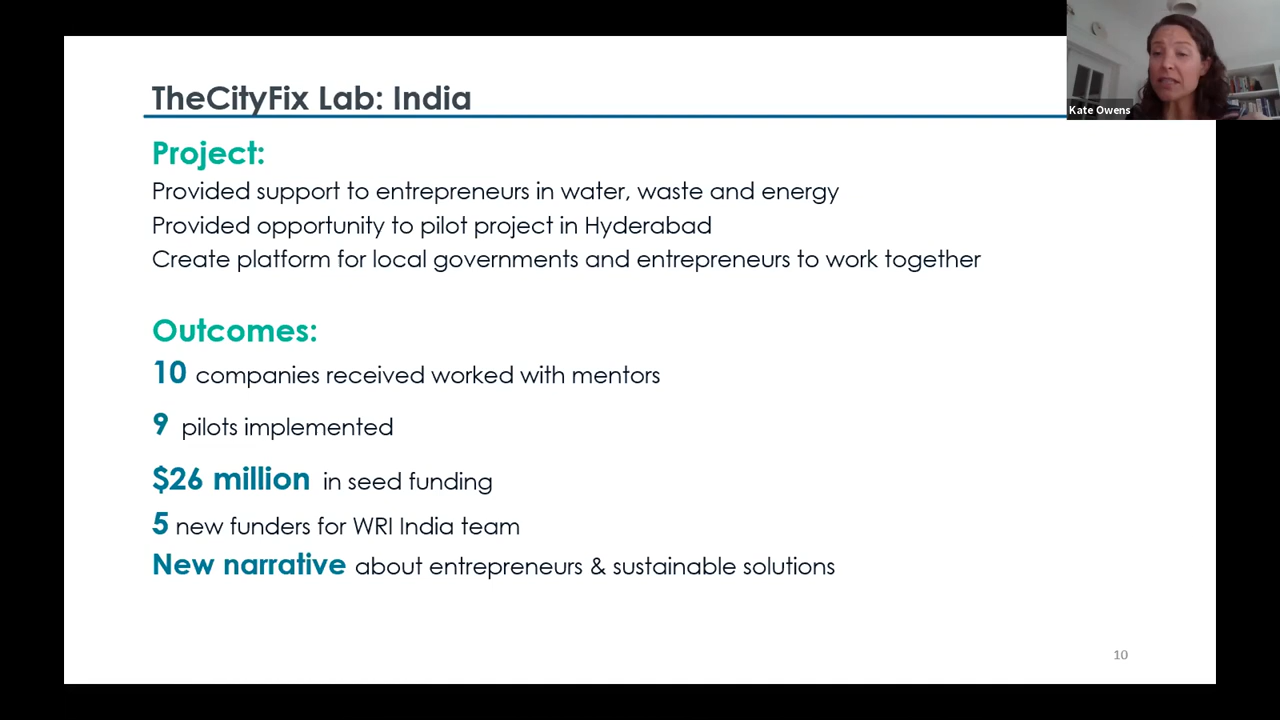 TheCityFix Lab: India
Kate Owens
Project:
Provided support to entrepreneurs in water, waste and energy
Provided opportunity to pilot project in Hyderabad
Create platform for local governments and entrepreneurs to work together
Outcomes:
10 companies received worked with mentors
9 pilots implemented
$26 million in seed funding
5 new funders for WRI India team
New narrative about entrepreneurs & sustainable solutions
10